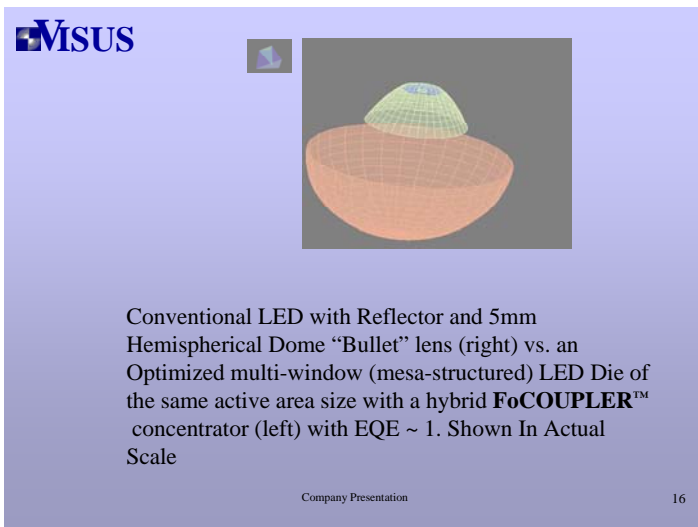 VISUS
Conventional LED with Reflector and 5mm
Hemispherical Dome “Bullet” lens (right) vs. an
Optimized multi-window (mesa-structured) LED Die of
the same active area size with a hybrid FoCOUPLER™
concentrator (left) with EQE ~ 1. Shown In Actual
Scale
Company Presentation
16